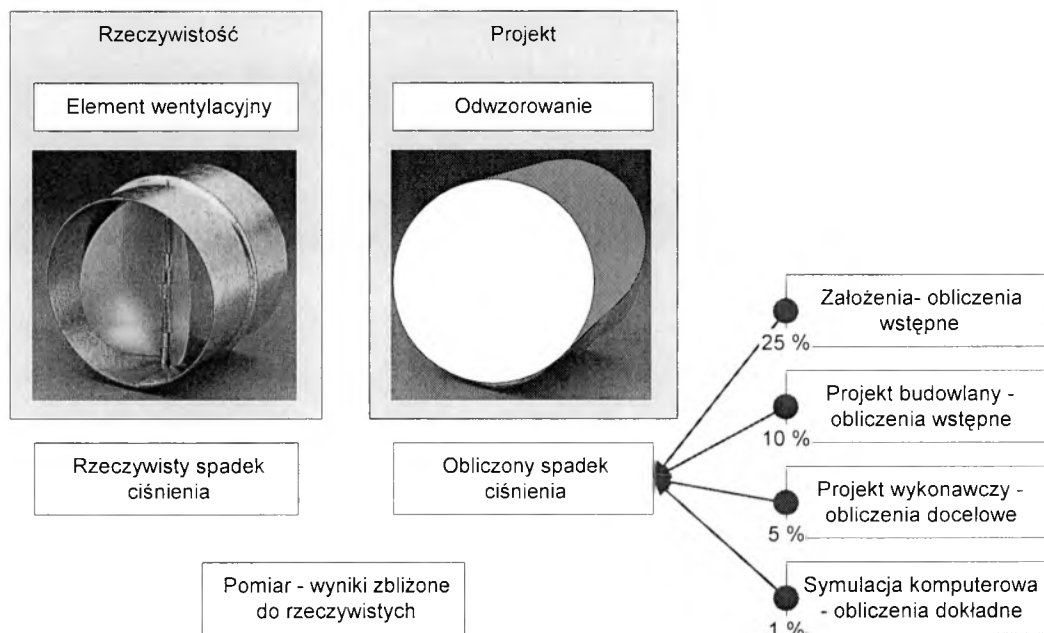 Rzeczywistość
Projekt
Element wentylacyjny
Odwzorowanie
Założenia- obliczenia
wstępne
25 %
Projekt budowlany -
obliczenia wstępne
10 %
Rzeczywisty spadek
ciśnienia
Obliczony spadek
ciśnienia
Projekt wykonawczy -
obliczenia docelowe
5 %
Pomiar - wyniki zbliżone
do rzeczywistych
Symulacja komputerowa
- obliczenia dokładne
1 %